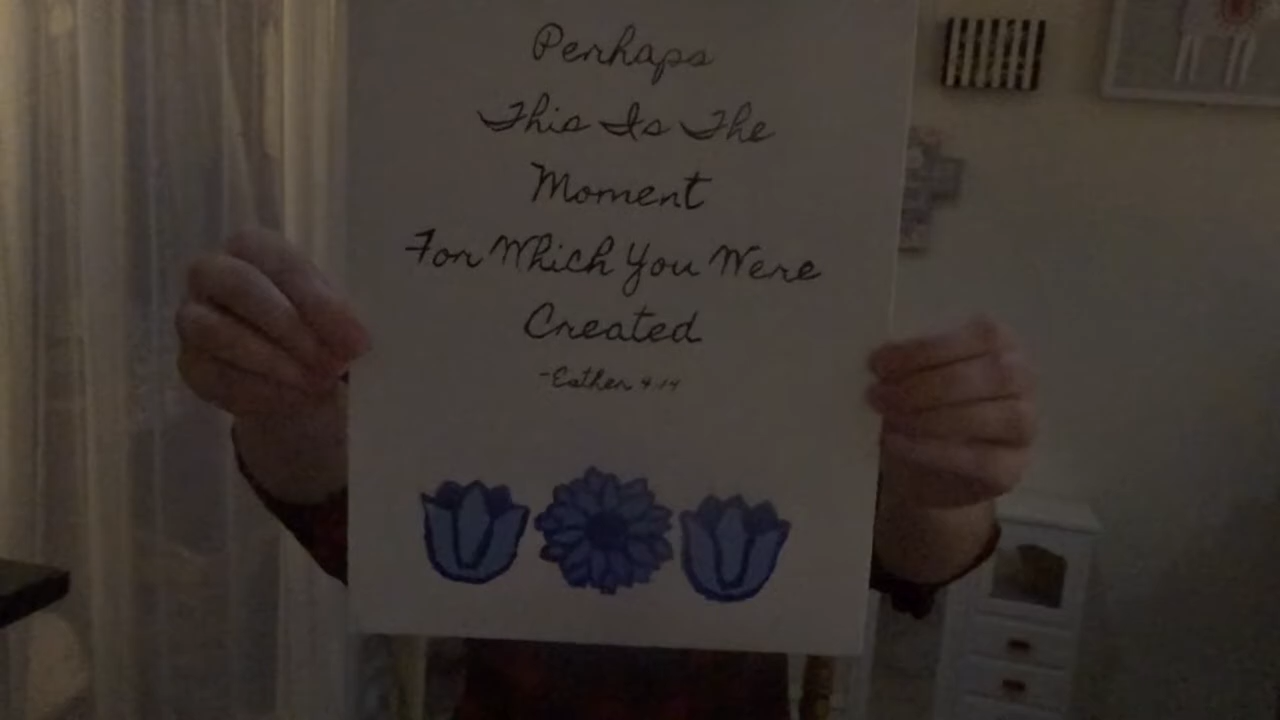 Perhaps
This Is The
Moment
For Which You Were
Created
-Esther 4:14